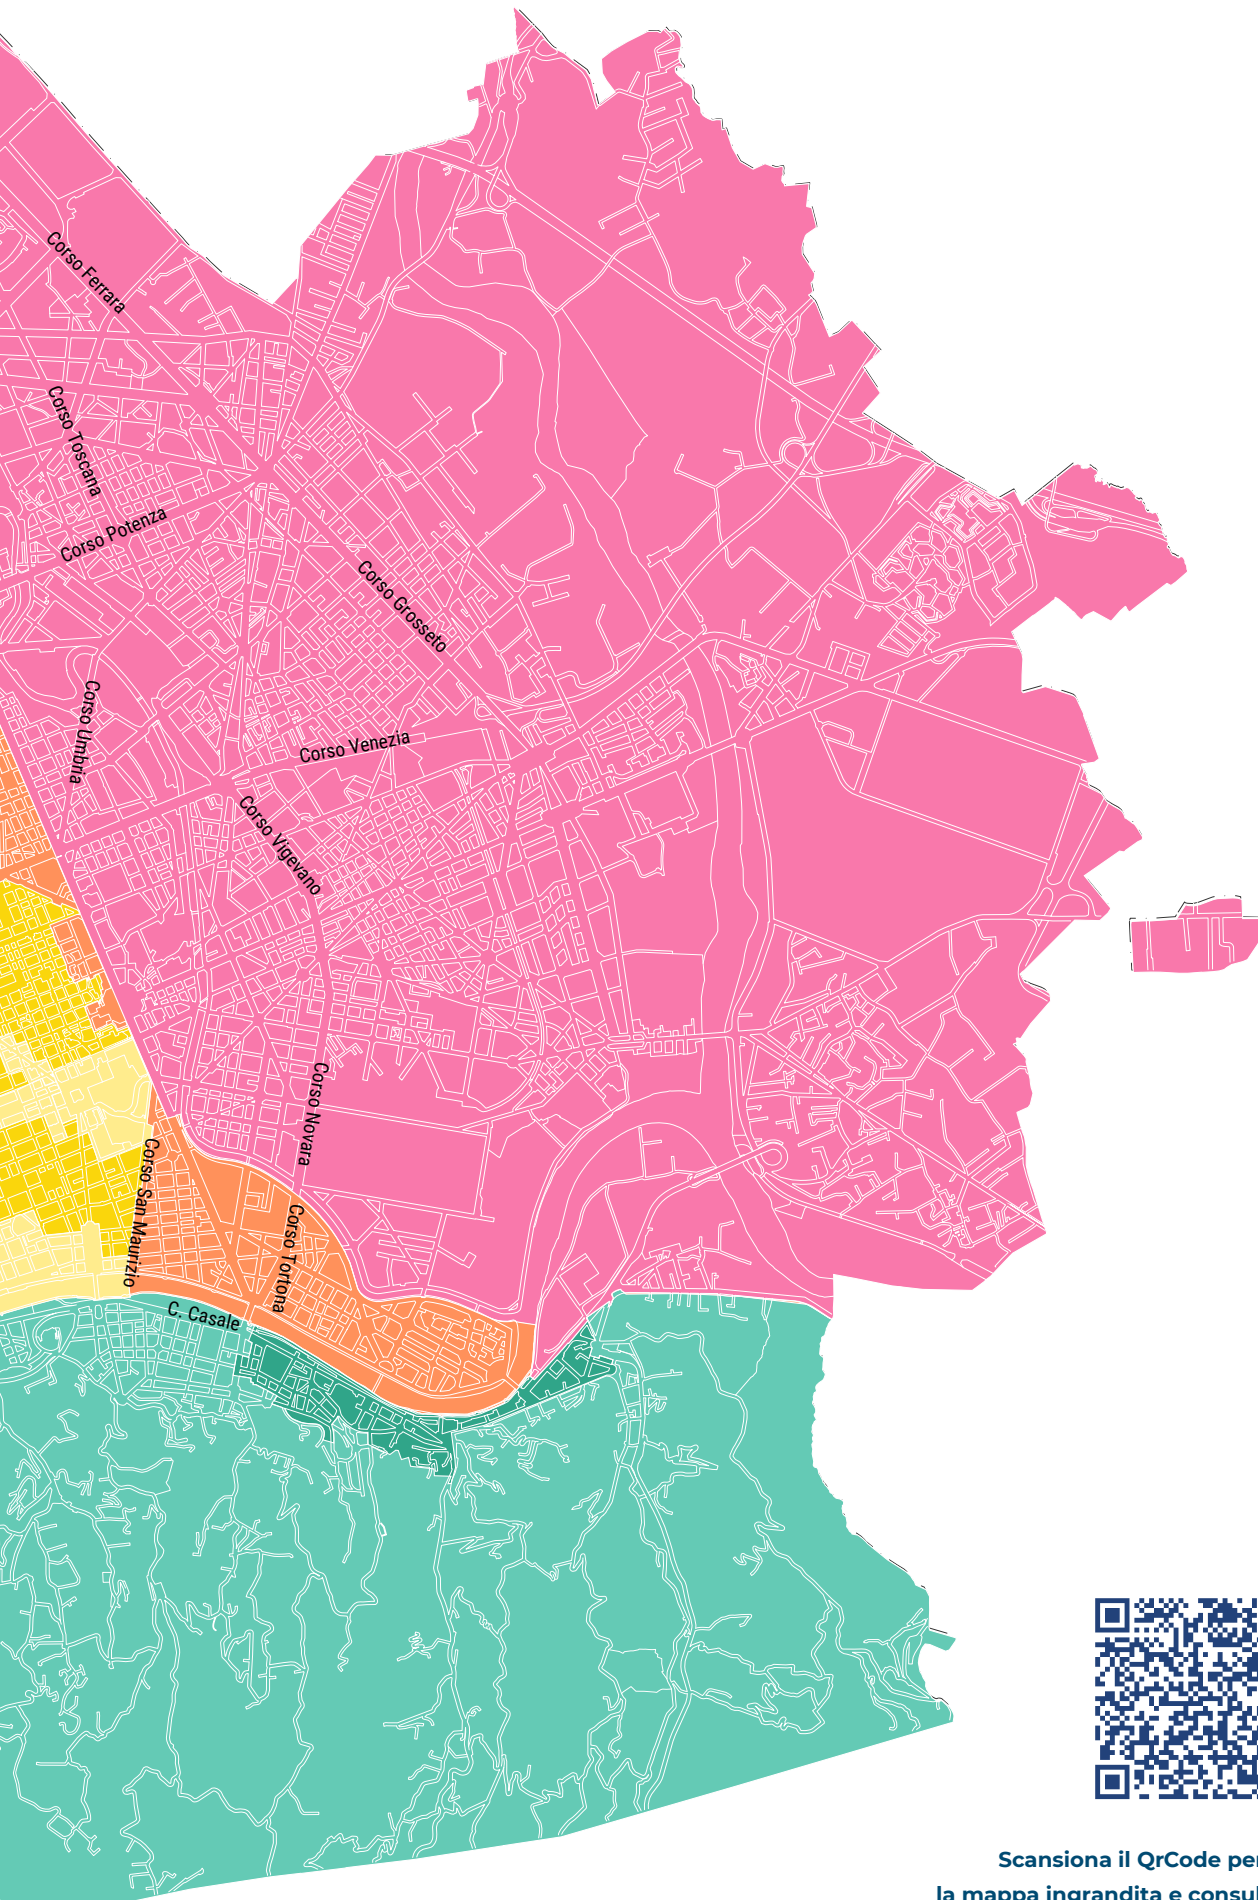 Corso Ferrara
Corso Toscana
Corso Potenza
Corso Grosseto
Corso Umbria
Corso Venezia
Corso Vigevano
Corso Novara
Corso San Maurizio
Corso Tortona
C. Casale
Scansiona il QrCode per
la mappa ingrandita e consul